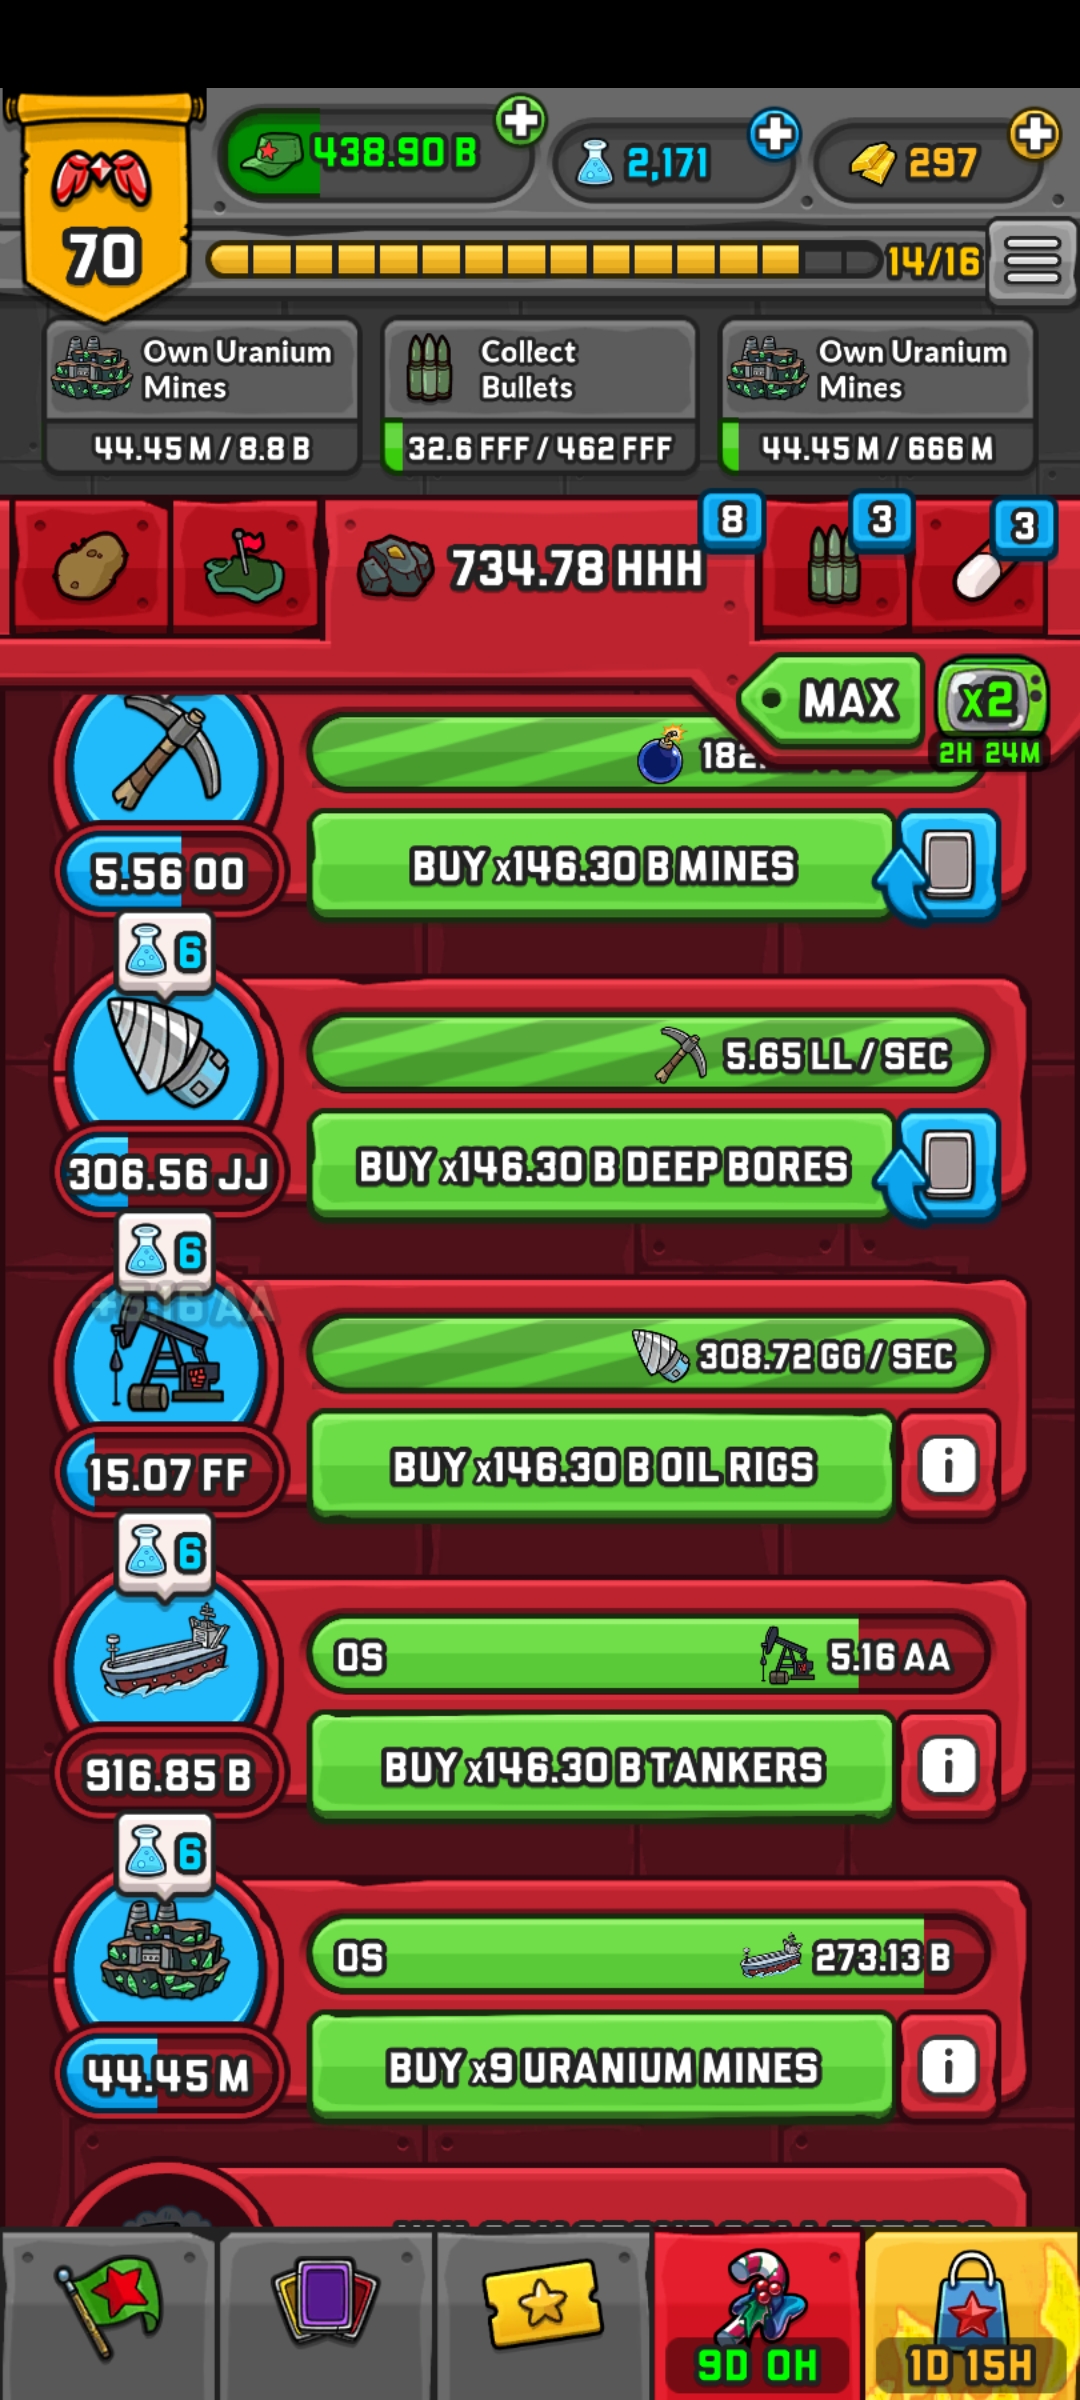 438.90 B
2,171
297
70
14/16
Own Uranium
Mines
44.45 M / 8.8 B
Collect
Bullets
32.6 FFF / 462 FFF
Own Uranium
Mines
44.45 M / 666 M
734.78 HHH
8
3
3
MAX
x2
2H 24M
182.
5.56 OO
BUY x146.30 B MINES
6
5.65 LL / SEC
306.56 JJ
BUY x146.30 B DEEP BORES
6
+5.16 AA
308.72 GG / SEC
15.07 FF
BUY x146.30 B OIL RIGS
i
6
0S
5.16 AA
916.85 B
BUY x146.30 B TANKERS
i
6
0S
273.13 B
44.45 M
BUY x9 URANIUM MINES
i
9D 0H
1D 15H